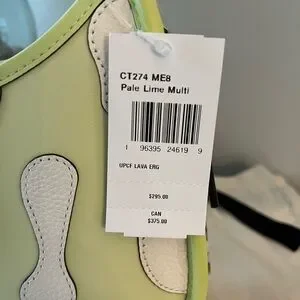 CT274 ME8
Pale Lime Multi
1 96395 24619 9
UPCF LAVA ERG
$295.00
CAN
$375.00